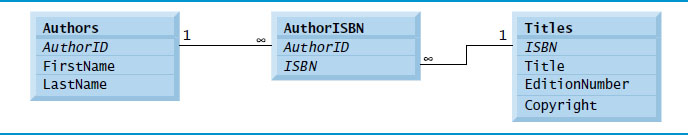 Authors
AuthorID
FirstName
LastName
1
∞
AuthorISBN
AuthorID
ISBN
∞
1
Titles
ISBN
Title
EditionNumber
Copyright